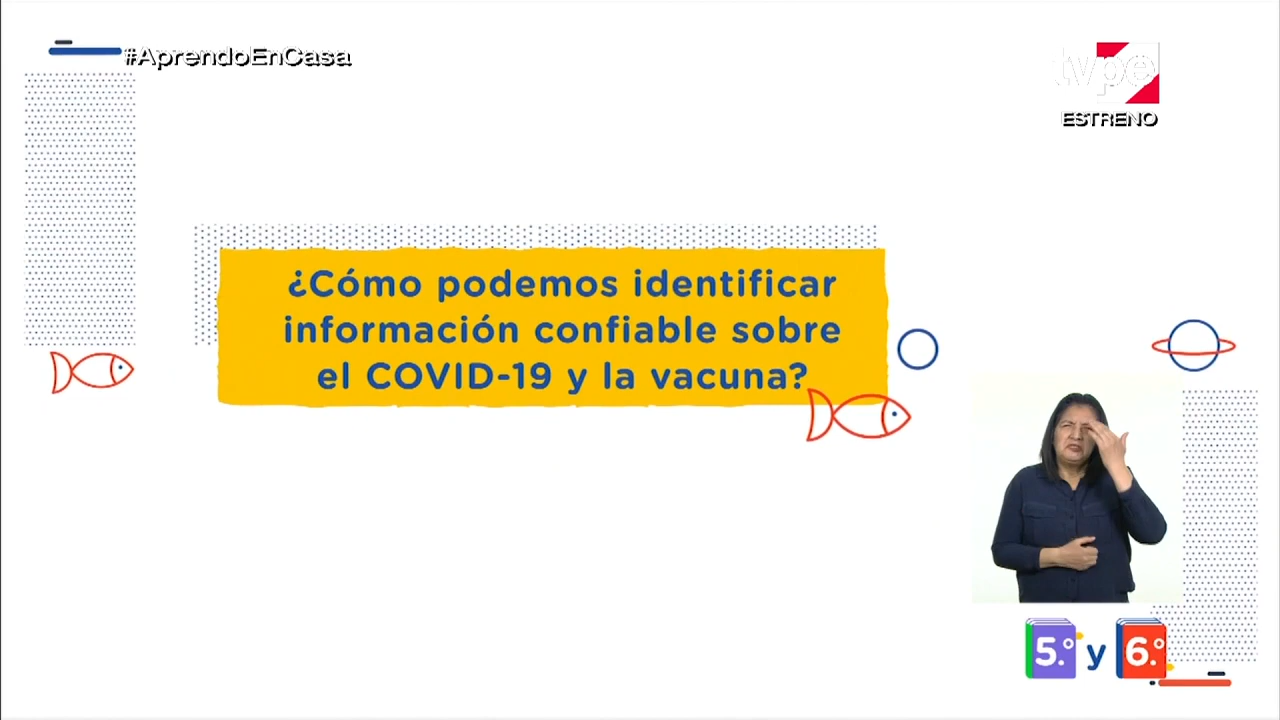 #AprendoEnCasa
tvpe
ESTRENO
¿Cómo podemos identificar
información confiable sobre
el COVID-19 y la vacuna?
5.º y 6.º